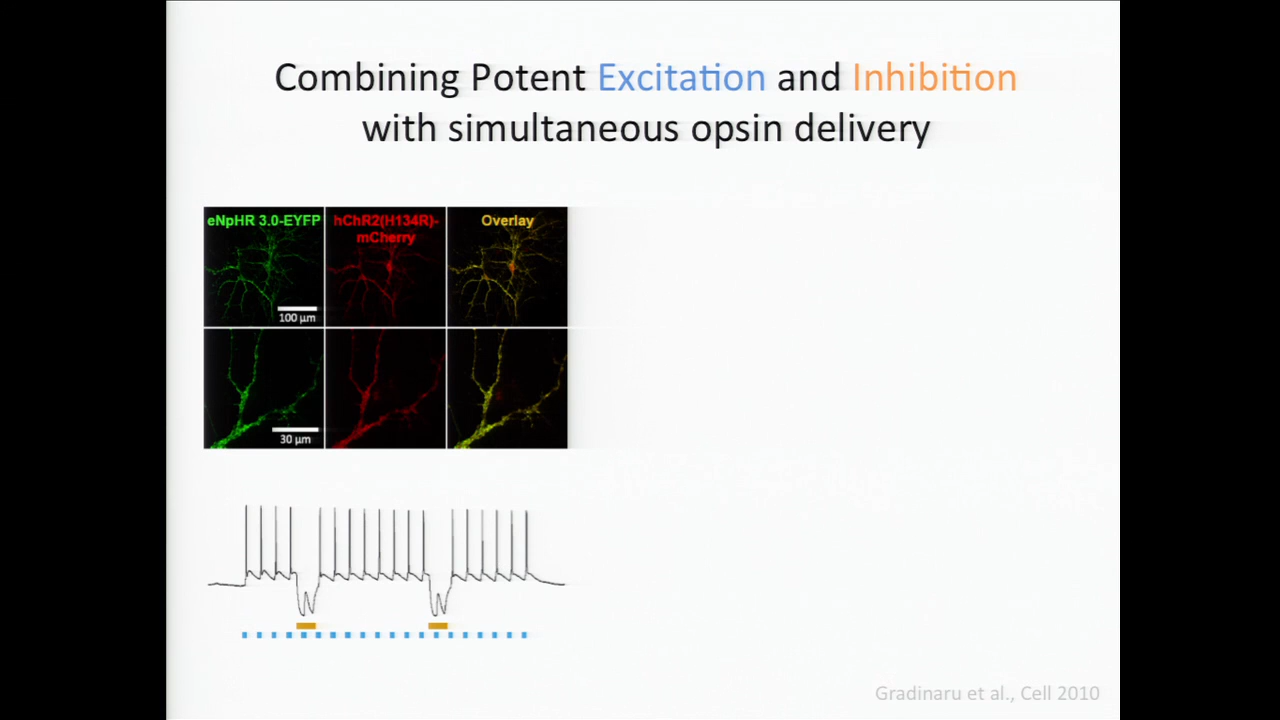 Combining Potent Excitation and Inhibition
with simultaneous opsin delivery
eNpHR 3.0-EYFP
hChR2(H134R)-
mCherry
Overlay
100 µm
30 µm
Gradinaru et al., Cell 2010